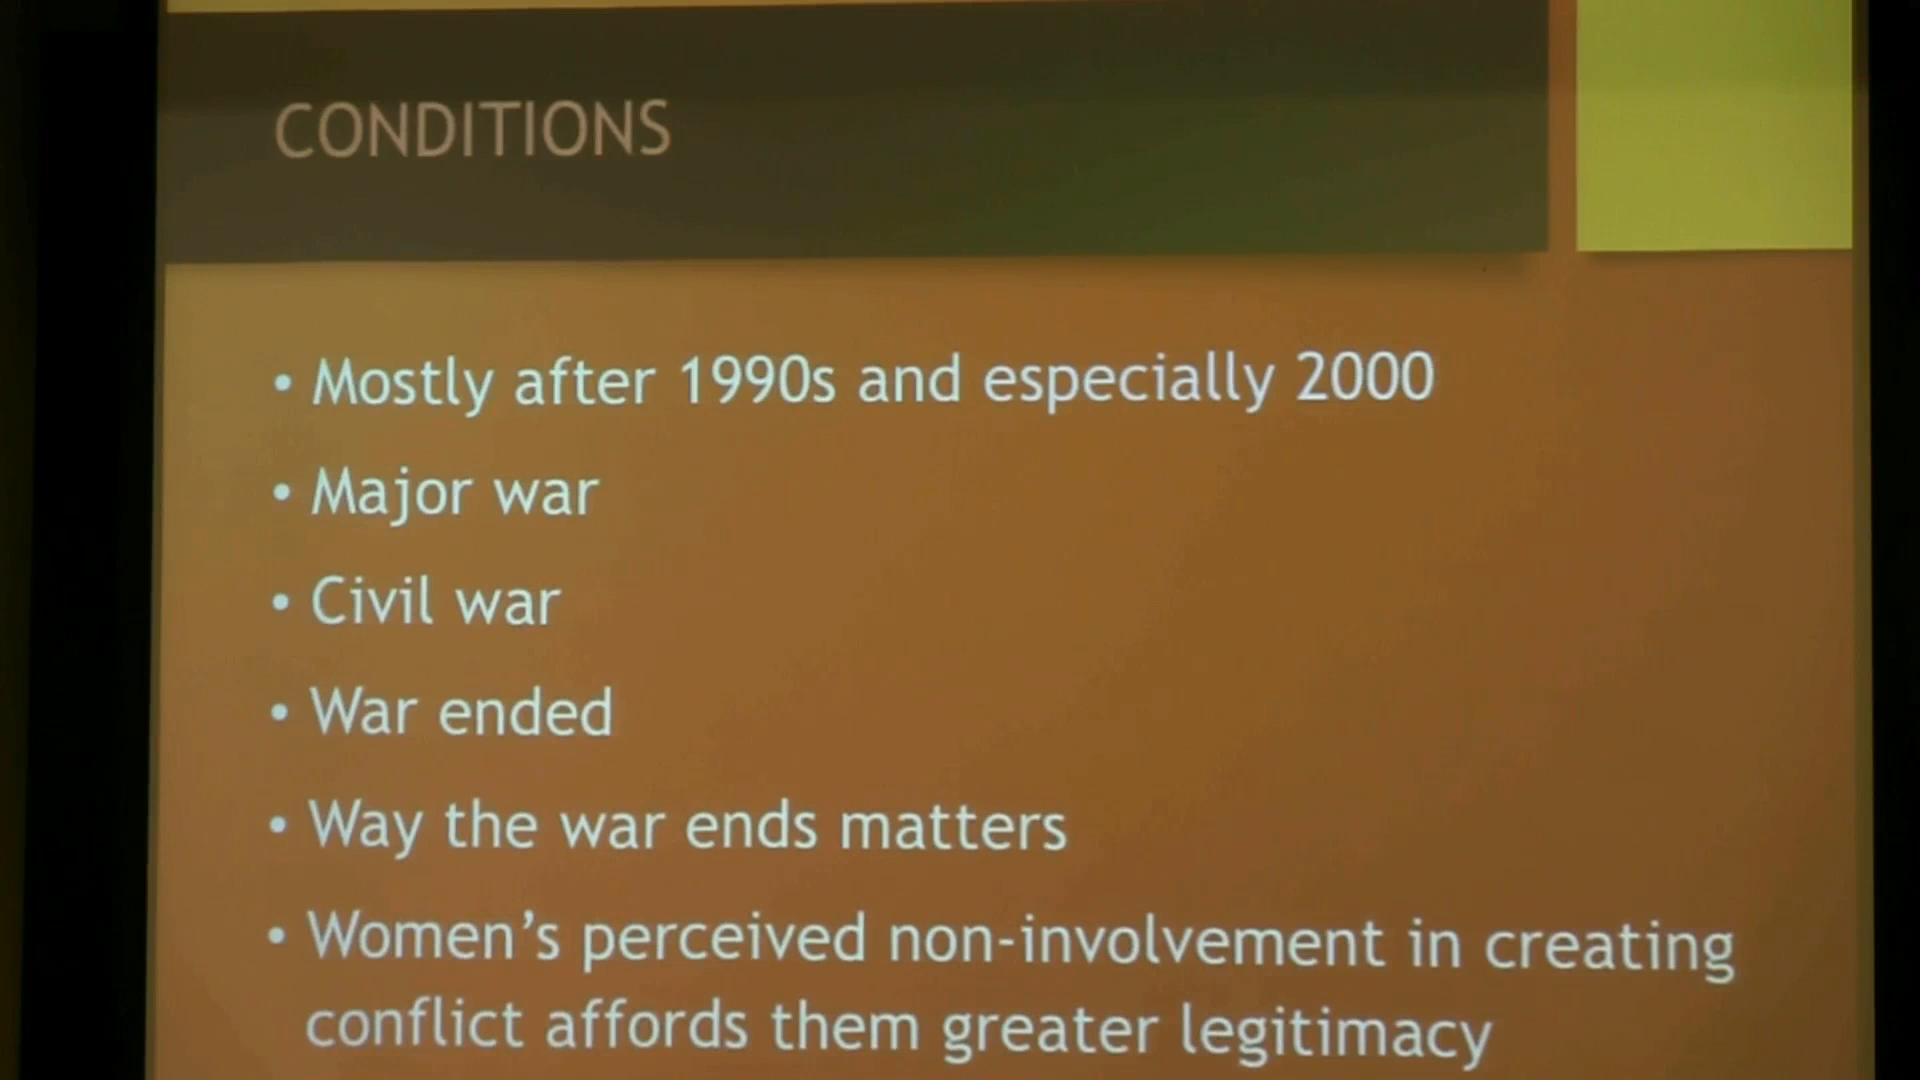 CONDITIONS
• Mostly after 1990s and especially 2000
• Major war
• Civil war
• War ended
• Way the war ends matters
• Women's perceived non-involvement in creating
conflict affords them greater legitimacy